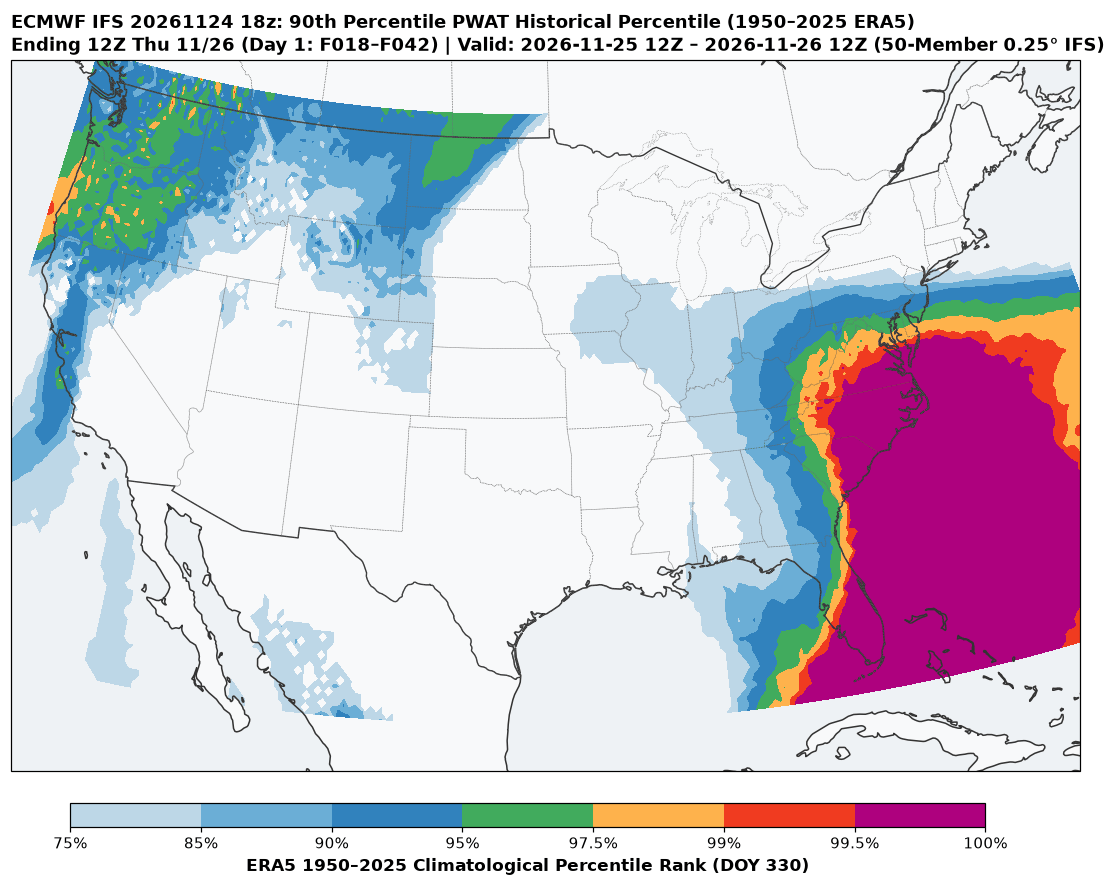 ECMWF IFS 20261124 18z: 90th Percentile PWAT Historical Percentile (1950–2025 ERA5)
Ending 12Z Thu 11/26 (Day 1: F018–F042) | Valid: 2026-11-25 12Z – 2026-11-26 12Z (50-Member 0.25° IFS)
75% 85% 90% 95% 97.5% 99% 99.5% 100%
ERA5 1950–2025 Climatological Percentile Rank (DOY 330)